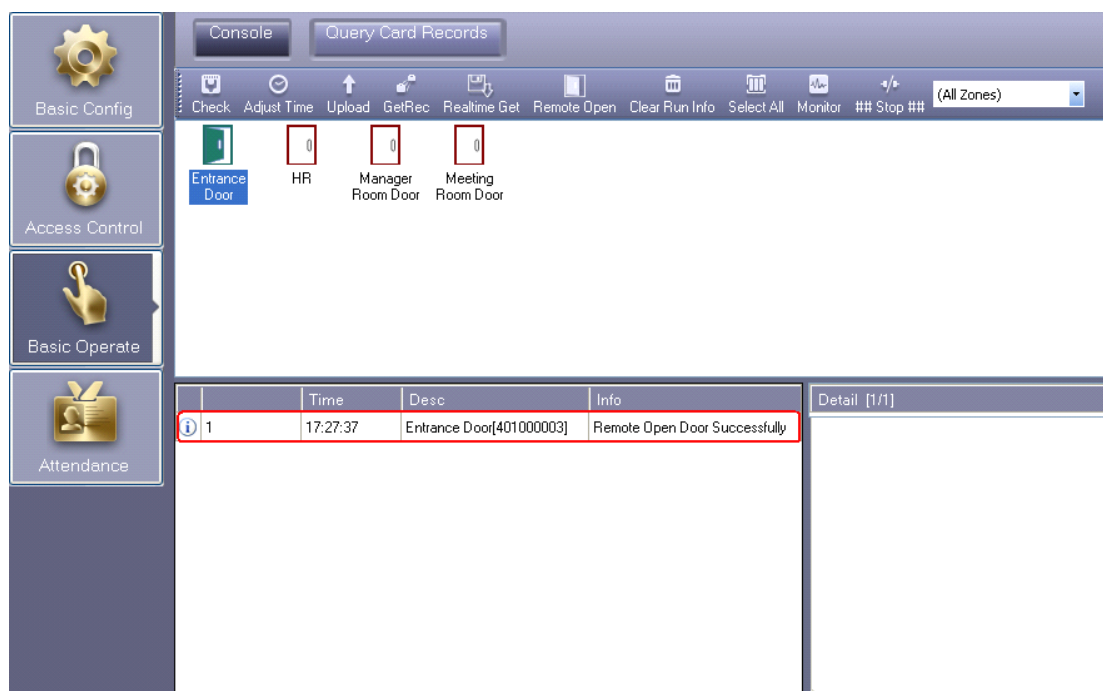 Console Query Card Records
Check Adjust Time Upload GetRec Realtime Get Remote Open Clear Run Info Select All Monitor ## Stop ## (All Zones)
Basic Config
Access Control
Basic Operate
Attendance
Entrance
Door
HR
Manager
Room Door
Meeting
Room Door
Time Desc Info
1 17:27:37 Entrance Door[401000003] Remote Open Door Successfully
Detail [1/1]